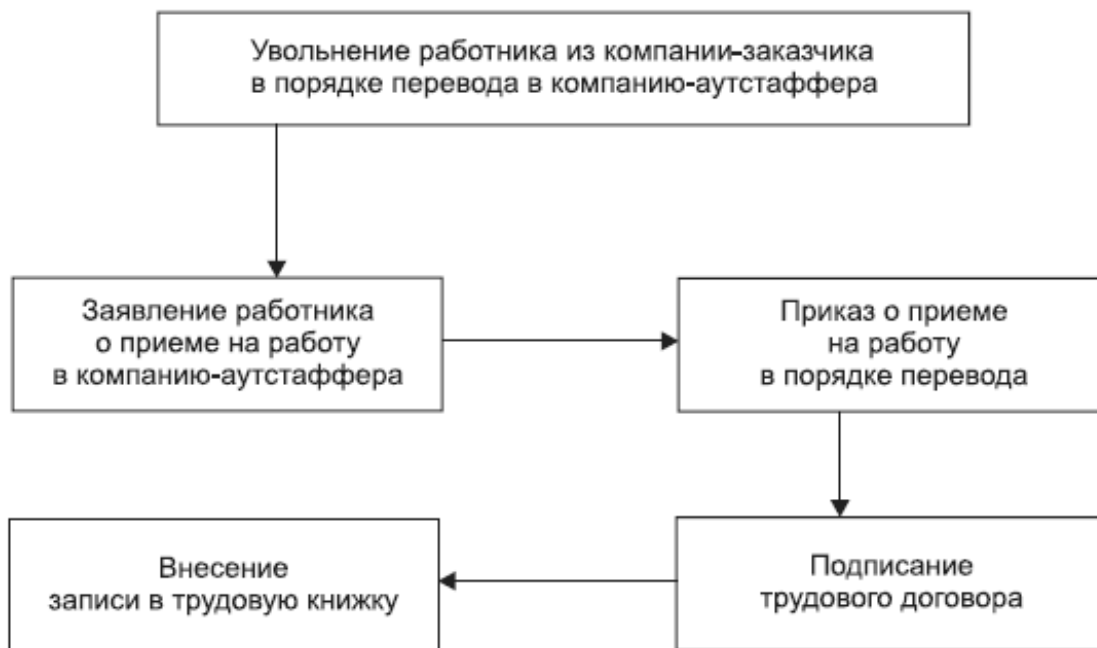 Увольнение работника из компании-заказчика
в порядке перевода в компанию-аутстаффера
Заявление работника
о приеме на работу
в компанию-аутстаффера
Приказ о приеме
на работу
в порядке перевода
Подписание
трудового договора
Внесение
записи в трудовую книжку